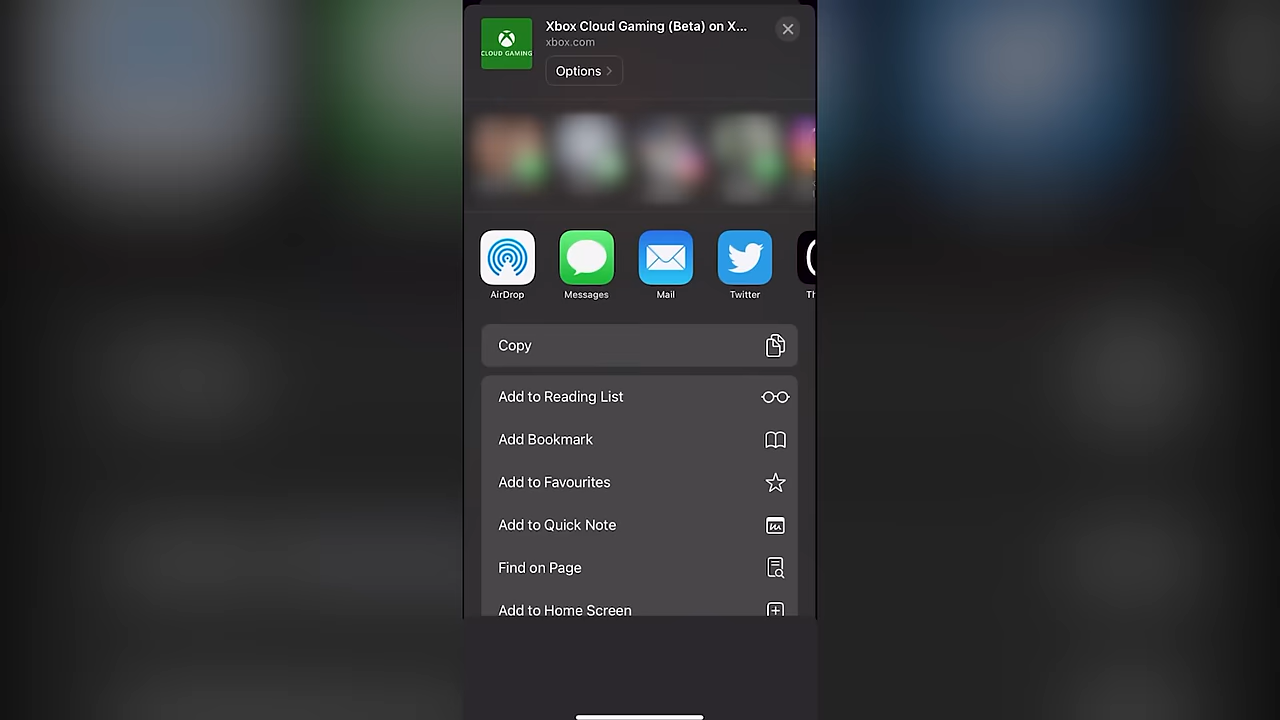 Xbox Cloud Gaming (Beta) on X...
xbox.com
CLOUD GAMING
Options
AirDrop
Messages
Mail
Twitter
Th
Copy
Add to Reading List
Add Bookmark
Add to Favourites
Add to Quick Note
Find on Page
Add to Home Screen